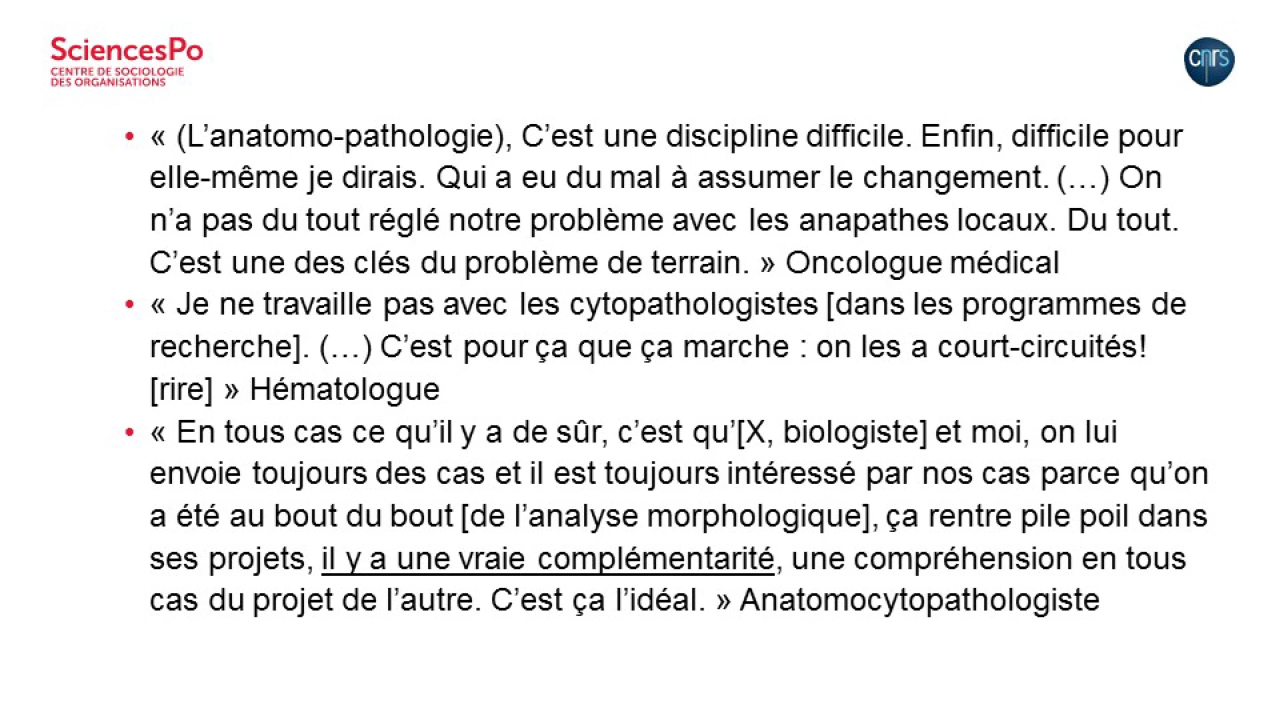 SciencesPo
CENTRE DE SOCIOLOGIE
DES ORGANISATIONS
cnrs
• « (L’anatomo-pathologie), C’est une discipline difficile. Enfin, difficile pour
elle-même je dirais. Qui a eu du mal à assumer le changement. (…) On
n’a pas du tout réglé notre problème avec les anapathes locaux. Du tout.
C’est une des clés du problème de terrain. » Oncologue médical
• « Je ne travaille pas avec les cytopathologistes [dans les programmes de
recherche]. (…) C’est pour ça que ça marche : on les a court-circuités!
[rire] » Hématologue
• « En tous cas ce qu’il y a de sûr, c’est qu’[X, biologiste] et moi, on lui
envoie toujours des cas et il est toujours intéressé par nos cas parce qu’on
a été au bout du bout [de l’analyse morphologique], ça rentre pile poil dans
ses projets, il y a une vraie complémentarité, une compréhension en tous
cas du projet de l’autre. C’est ça l’idéal. » Anatomocytopathologiste